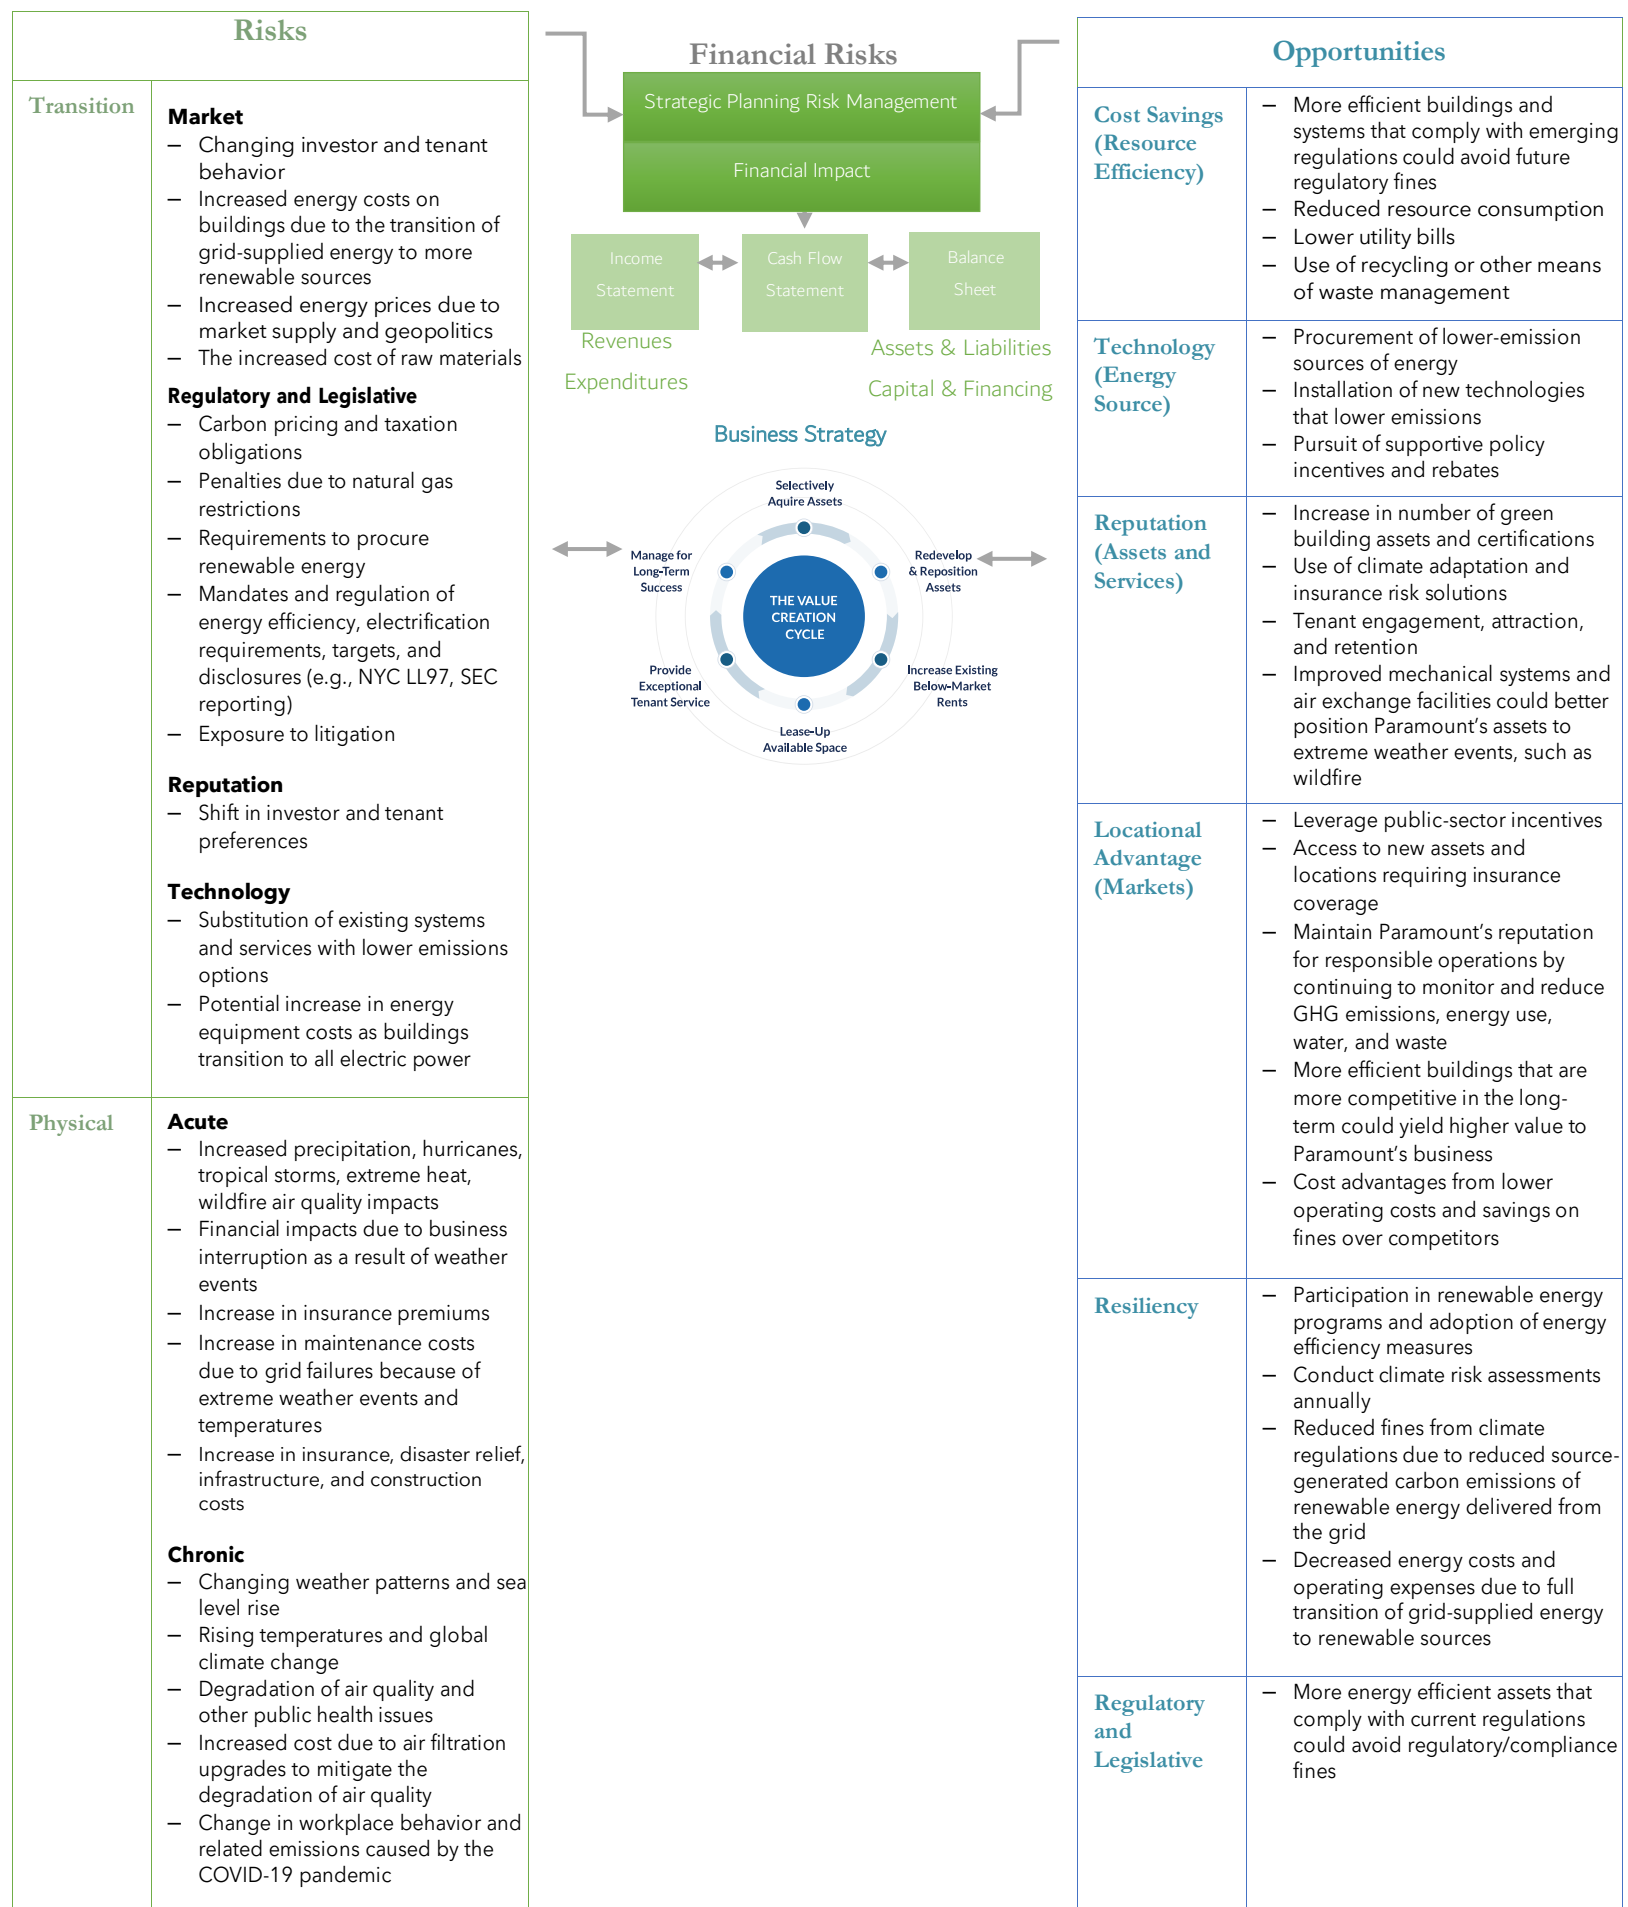 Risks
Transition
Market
— Changing investor and tenant
behavior
— Increased energy costs on
buildings due to the transition of
grid-supplied energy to more
renewable sources
— Increased energy prices due to
market supply and geopolitics
— The increased cost of raw materials
Regulatory and Legislative
— Carbon pricing and taxation
obligations
— Penalties due to natural gas
restrictions
— Requirements to procure
renewable energy
— Mandates and regulation of
energy efficiency, electrification
requirements, targets, and
disclosures (e.g., NYC LL97, SEC
reporting)
— Exposure to litigation
Reputation
— Shift in investor and tenant
preferences
Technology
— Substitution of existing systems
and services with lower emissions
options
— Potential increase in energy
equipment costs as buildings
transition to all electric power
Physical
Acute
— Increased precipitation, hurricanes,
tropical storms, extreme heat,
wildfire air quality impacts
— Financial impacts due to business
interruption as a result of weather
events
— Increase in insurance premiums
— Increase in maintenance costs
due to grid failures because of
extreme weather events and
temperatures
— Increase in insurance, disaster relief,
infrastructure, and construction
costs
Chronic
— Changing weather patterns and sea
level rise
— Rising temperatures and global
climate change
— Degradation of air quality and
other public health issues
— Increased cost due to air filtration
upgrades to mitigate the
degradation of air quality
— Change in workplace behavior and
related emissions caused by the
COVID-19 pandemic
Financial Risks
Strategic Planning Risk Management
Financial Impact
Income
Statement
Cash Flow
Statement
Balance
Sheet
Revenues
Expenditures
Assets & Liabilities
Capital & Financing
Business Strategy
Selectively
Aquire Assets
Redevelop
& Reposition
Assets
Increase Existing
Below-Market
Rents
Lease-Up
Available Space
Provide
Exceptional
Tenant Service
Manage for
Long-Term
Success
THE VALUE
CREATION
CYCLE
Opportunities
Cost Savings
(Resource
Efficiency)
— More efficient buildings and
systems that comply with emerging
regulations could avoid future
regulatory fines
— Reduced resource consumption
— Lower utility bills
— Use of recycling or other means
of waste management
Technology
(Energy
Source)
— Procurement of lower-emission
sources of energy
— Installation of new technologies
that lower emissions
— Pursuit of supportive policy
incentives and rebates
Reputation
(Assets and
Services)
— Increase in number of green
building assets and certifications
— Use of climate adaptation and
insurance risk solutions
— Tenant engagement, attraction,
and retention
— Improved mechanical systems and
air exchange facilities could better
position Paramount's assets to
extreme weather events, such as
wildfire
Locational
Advantage
(Markets)
— Leverage public-sector incentives
— Access to new assets and
locations requiring insurance
coverage
— Maintain Paramount's reputation
for responsible operations by
continuing to monitor and reduce
GHG emissions, energy use,
water, and waste
— More efficient buildings that are
more competitive in the long-
term could yield higher value to
Paramount's business
— Cost advantages from lower
operating costs and savings on
fines over competitors
Resiliency
— Participation in renewable energy
programs and adoption of energy
efficiency measures
— Conduct climate risk assessments
annually
— Reduced fines from climate
regulations due to reduced source-
generated carbon emissions of
renewable energy delivered from
the grid
— Decreased energy costs and
operating expenses due to full
transition of grid-supplied energy
to renewable sources
Regulatory
and
Legislative
— More energy efficient assets that
comply with current regulations
could avoid regulatory/compliance
fines